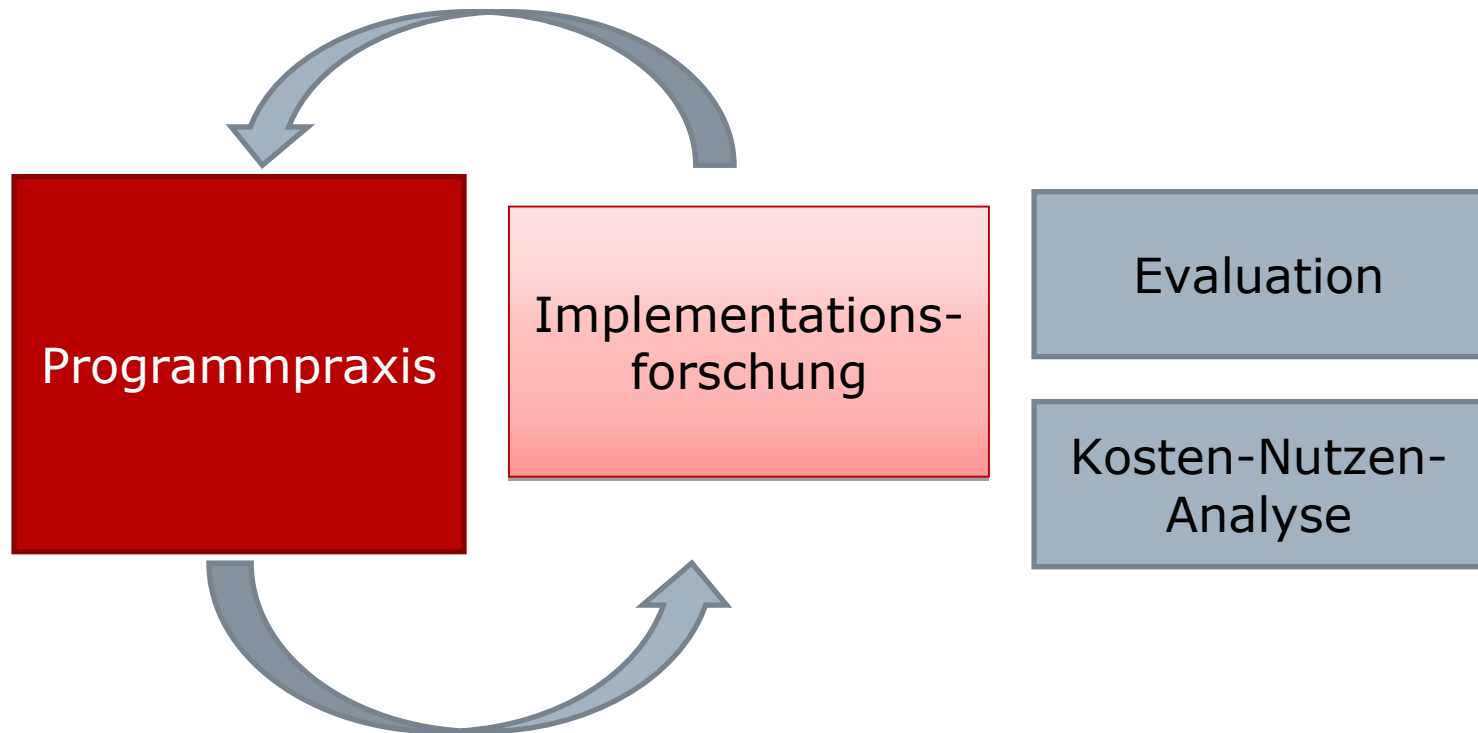 Programmpraxis
Implementations-
forschung
Evaluation
Kosten-Nutzen-
Analyse